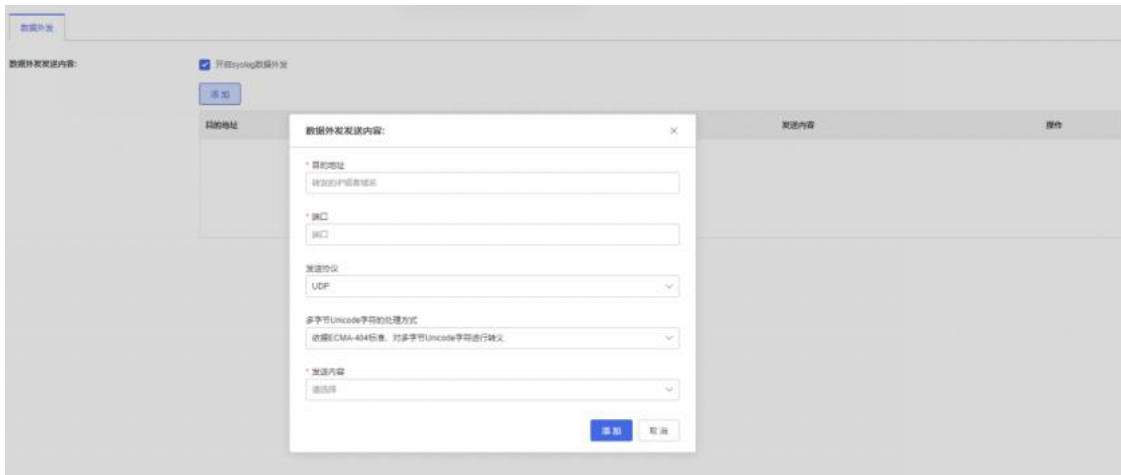 数据外发
数据外发发送内容:
开启syslog数据外发
添加
目的地址
发送内容
操作
数据外发发送内容:
* 目的地址
转发的IP或者域名
* 端口
端口
发送协议
UDP
多字节Unicode字符的处理方式
依据ECMA-404标准，对多字节Unicode字符进行转义
* 发送内容
请选择
添加
取消